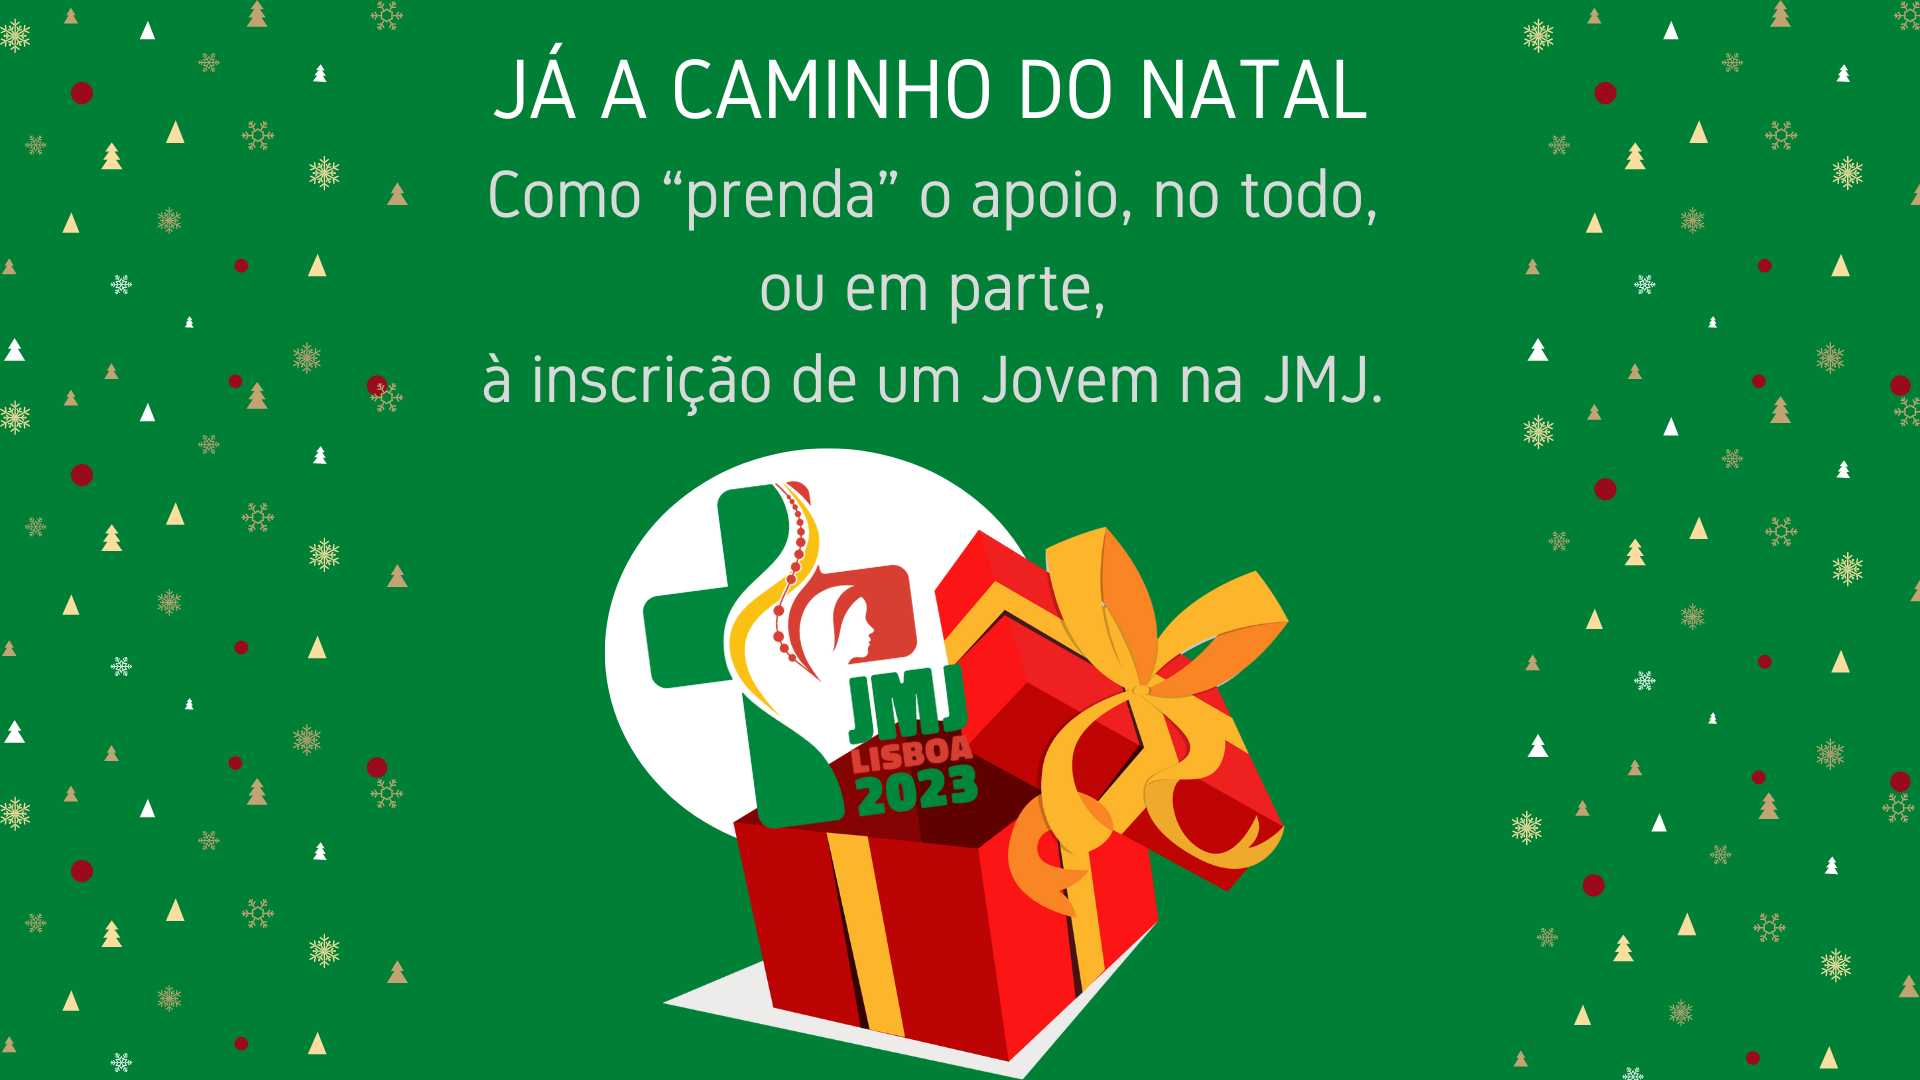 JÁ A CAMINHO DO NATAL
Como “prenda” o apoio, no todo,
ou em parte,
à inscrição de um Jovem na JMJ.
JMJ
LISBOA
2023